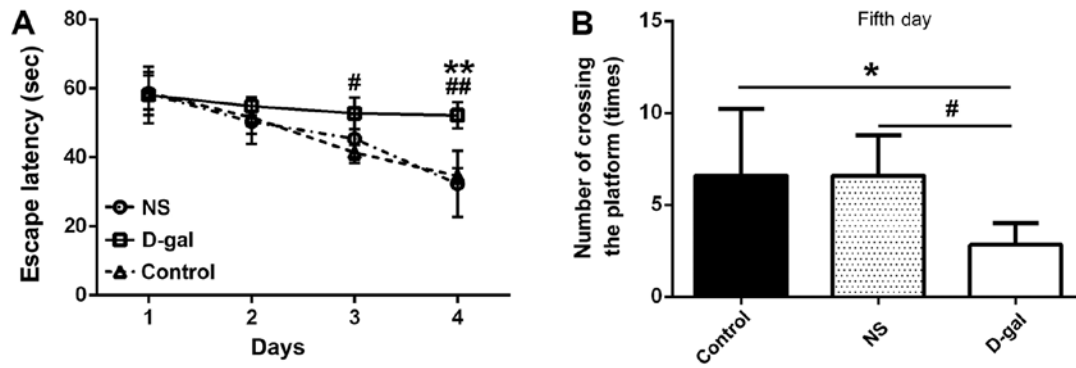 A
Escape latency (sec)
80
60
40
20
0
#
**
##
NS
D-gal
Control
1 2 3 4
Days
B
Fifth day
Number of crossing
the platform (times)
15
10
5
0
*
#
Control
NS
D-gal